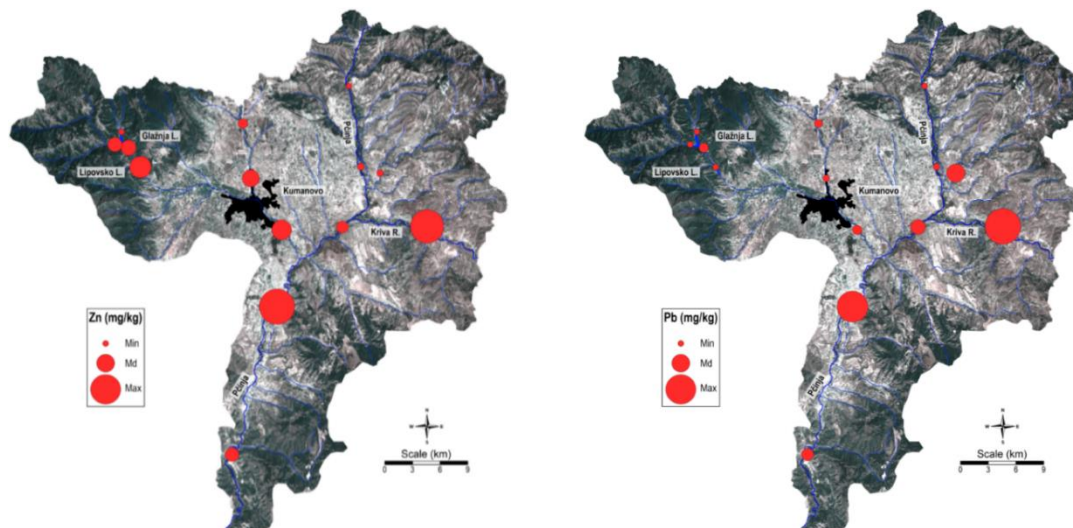 Pčinja
Glažnja L.
Lipovsko L.
Kumanovo
Kriva R.
Zn (mg/kg)
Min
Md
Max
Pčinja
N
W E
S
Scale (km)
0 3 6 9
Pčinja
Glažnja L.
Lipovsko L.
Kumanovo
Kriva R.
Pb (mg/kg)
Min
Md
Max
Pčinja
N
W E
S
Scale (km)
0 3 6 9